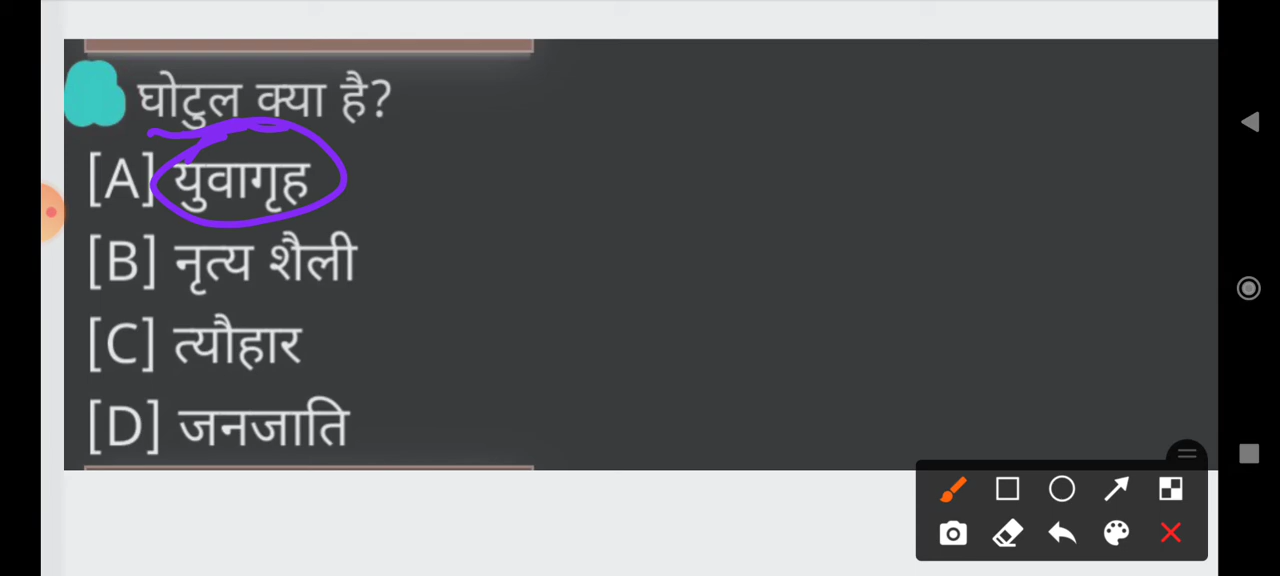 घोटुल क्या है?
[A] युवागृह
[B] नृत्य शैली
[C] त्यौहार
[D] जनजाति